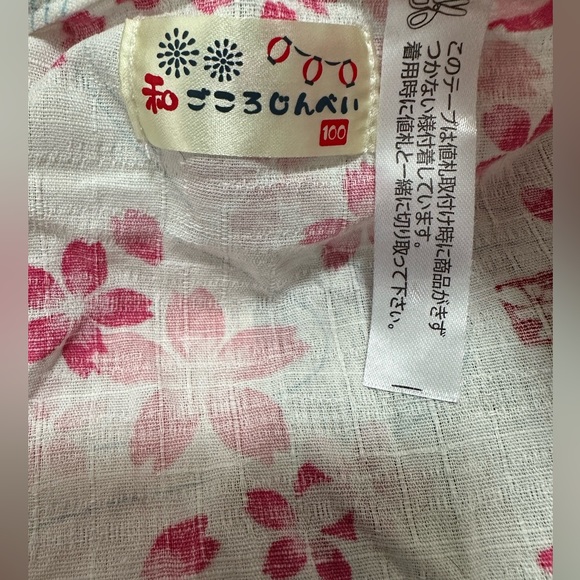 和ごころじんべい
100
このテープは値札取付け時に商品がきず
つかない様付着しています。
着用時に値札と一緒に切り取って下さい。